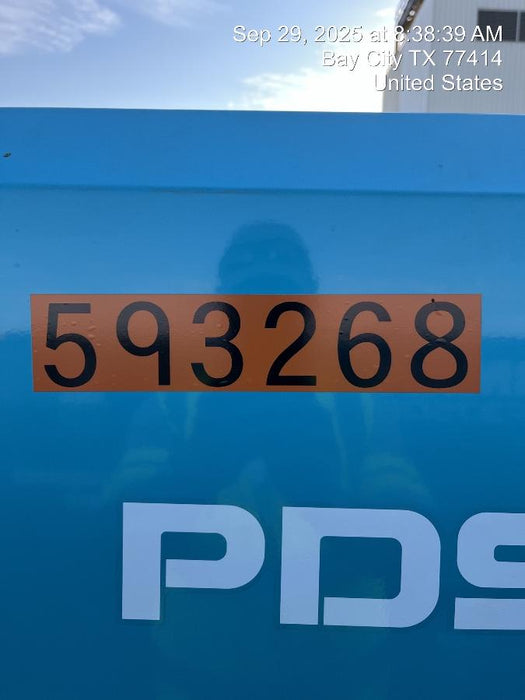 Sep 29, 2025 at 8:38:39 AM
Bay City TX 77414
United States
593268
PDS